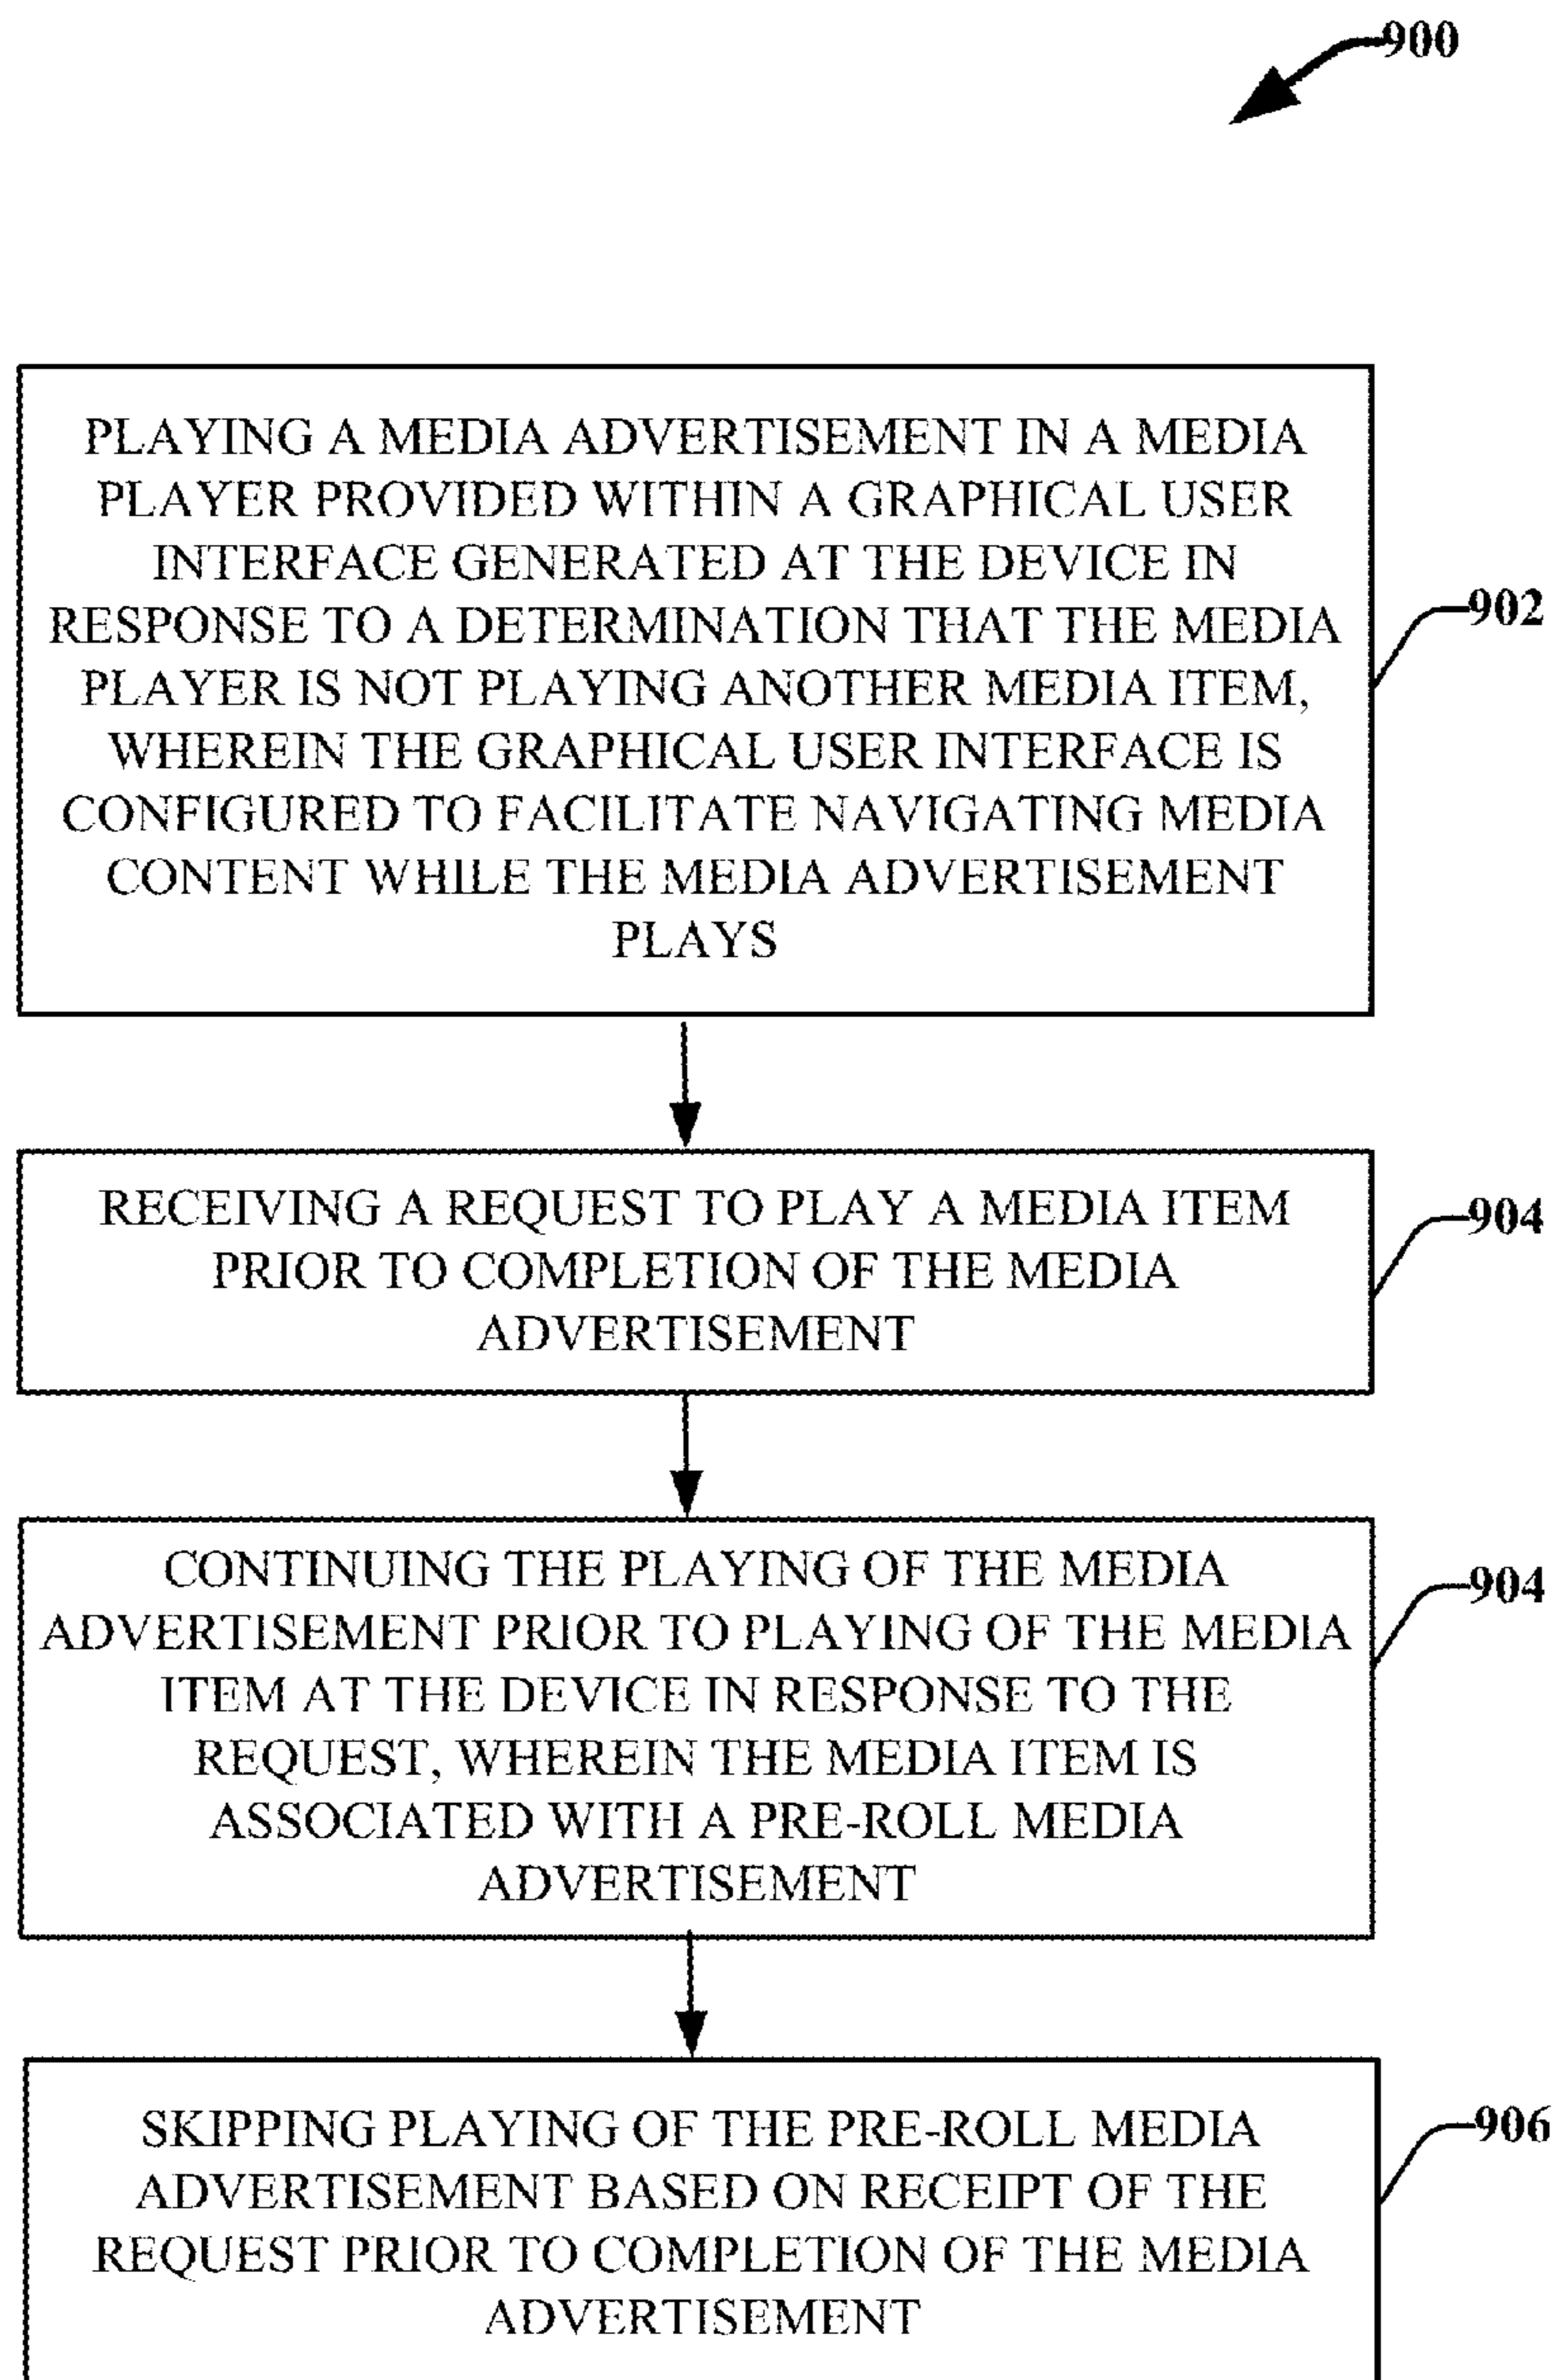 900
PLAYING A MEDIA ADVERTISEMENT IN A MEDIA
PLAYER PROVIDED WITHIN A GRAPHICAL USER
INTERFACE GENERATED AT THE DEVICE IN
RESPONSE TO A DETERMINATION THAT THE MEDIA
PLAYER IS NOT PLAYING ANOTHER MEDIA ITEM,
WHEREIN THE GRAPHICAL USER INTERFACE IS
CONFIGURED TO FACILITATE NAVIGATING MEDIA
CONTENT WHILE THE MEDIA ADVERTISEMENT
PLAYS
902
RECEIVING A REQUEST TO PLAY A MEDIA ITEM
PRIOR TO COMPLETION OF THE MEDIA
ADVERTISEMENT
904
CONTINUING THE PLAYING OF THE MEDIA
ADVERTISEMENT PRIOR TO PLAYING OF THE MEDIA
ITEM AT THE DEVICE IN RESPONSE TO THE
REQUEST, WHEREIN THE MEDIA ITEM IS
ASSOCIATED WITH A PRE-ROLL MEDIA
ADVERTISEMENT
904
SKIPPING PLAYING OF THE PRE-ROLL MEDIA
ADVERTISEMENT BASED ON RECEIPT OF THE
REQUEST PRIOR TO COMPLETION OF THE MEDIA
ADVERTISEMENT
906